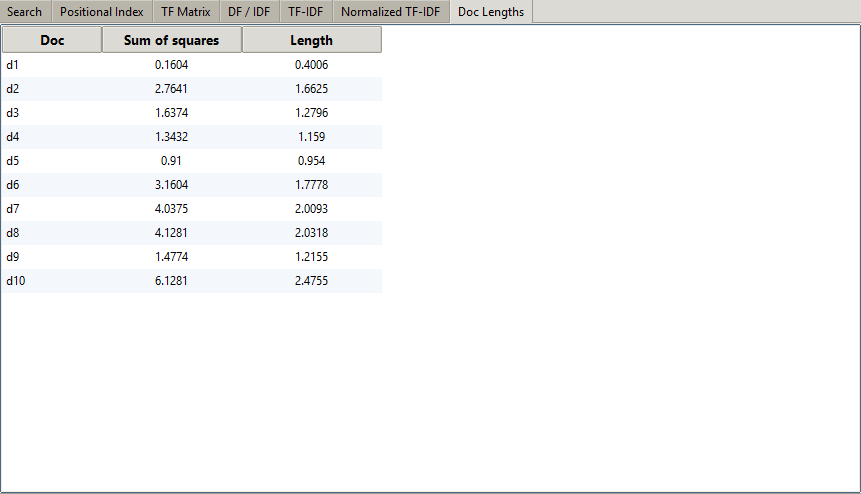 Search Positional Index TF Matrix DF / IDF TF-IDF Normalized TF-IDF Doc Lengths
Doc Sum of squares Length
d1 0.1604 0.4006
d2 2.7641 1.6625
d3 1.6374 1.2796
d4 1.3432 1.159
d5 0.91 0.954
d6 3.1604 1.7778
d7 4.0375 2.0093
d8 4.1281 2.0318
d9 1.4774 1.2155
d10 6.1281 2.4755